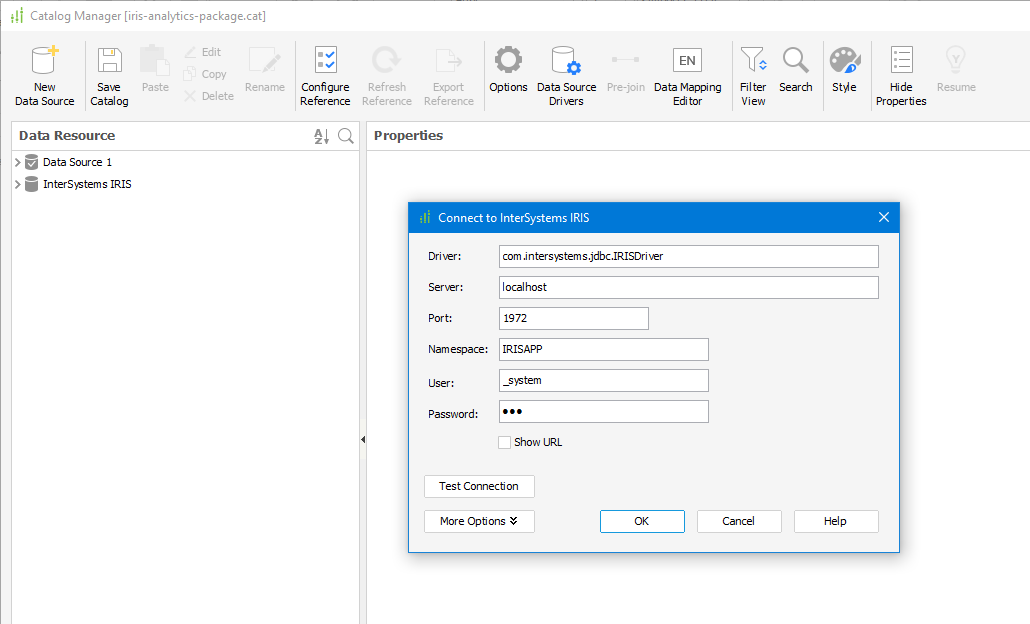 Catalog Manager [iris-analytics-package.cat]
New Data Source
Save Catalog
Paste
Edit
Copy
Delete
Rename
Configure Reference
Refresh Reference
Export Reference
Options
Data Source Drivers
Pre-join
EN
Data Mapping Editor
Filter View
Search
Style
Hide Properties
Resume
Data Resource
AZ
Properties
Data Source 1
InterSystems IRIS
Connect to InterSystems IRIS
Driver: com.intersystems.jdbc.IRISDriver
Server: localhost
Port: 1972
Namespace: IRISAPP
User: _system
Password: •••
Show URL
Test Connection
More Options
OK
Cancel
Help